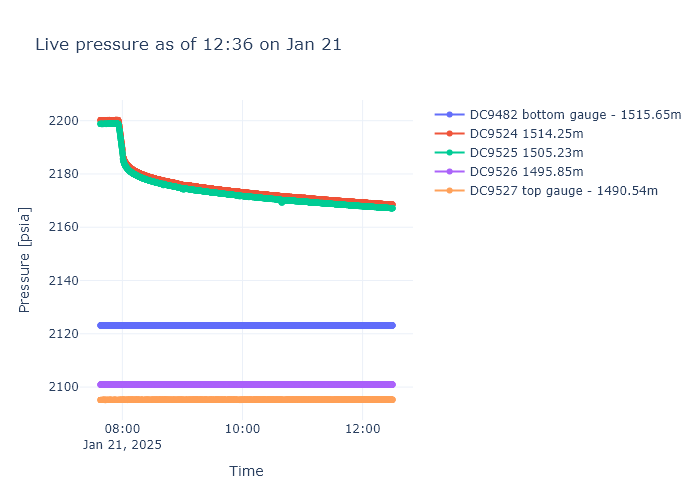 Live pressure as of 12:36 on Jan 21
DC9482 bottom gauge - 1515.65m
DC9524 1514.25m
DC9525 1505.23m
DC9526 1495.85m
DC9527 top gauge - 1490.54m
Pressure [psia]
2200
2180
2160
2140
2120
2100
08:00
10:00
12:00
Jan 21, 2025
Time